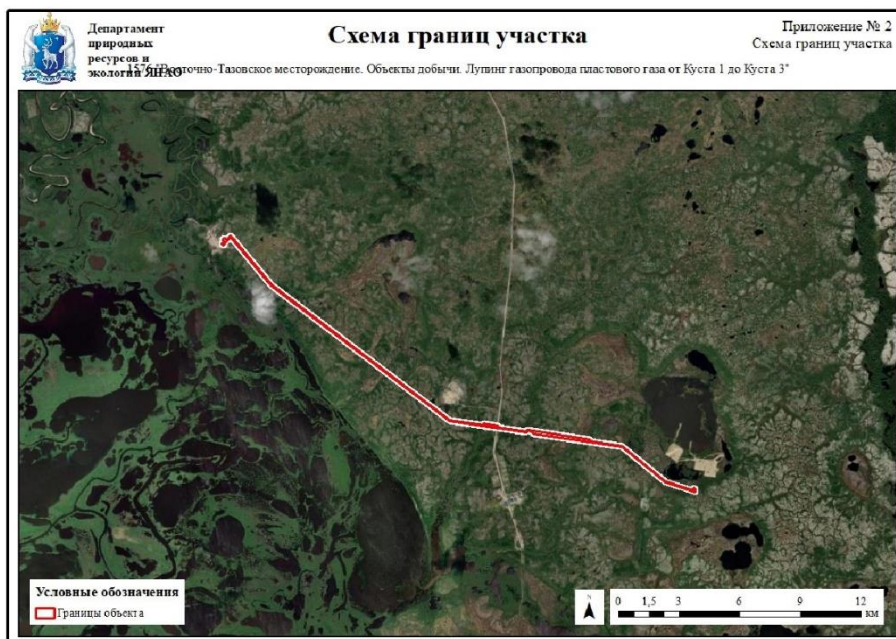 Департамент
природных
ресурсов и
экологии ЯНАО
Схема границ участка
Приложение № 2
Схема границ участка
1576 "Восточно-Тазовское месторождение. Объекты добычи. Лупинг газопровода пластового газа от Куста 1 до Куста 3"
Условные обозначения
Границы объекта
N
0 1,5 3 6 9 12
км